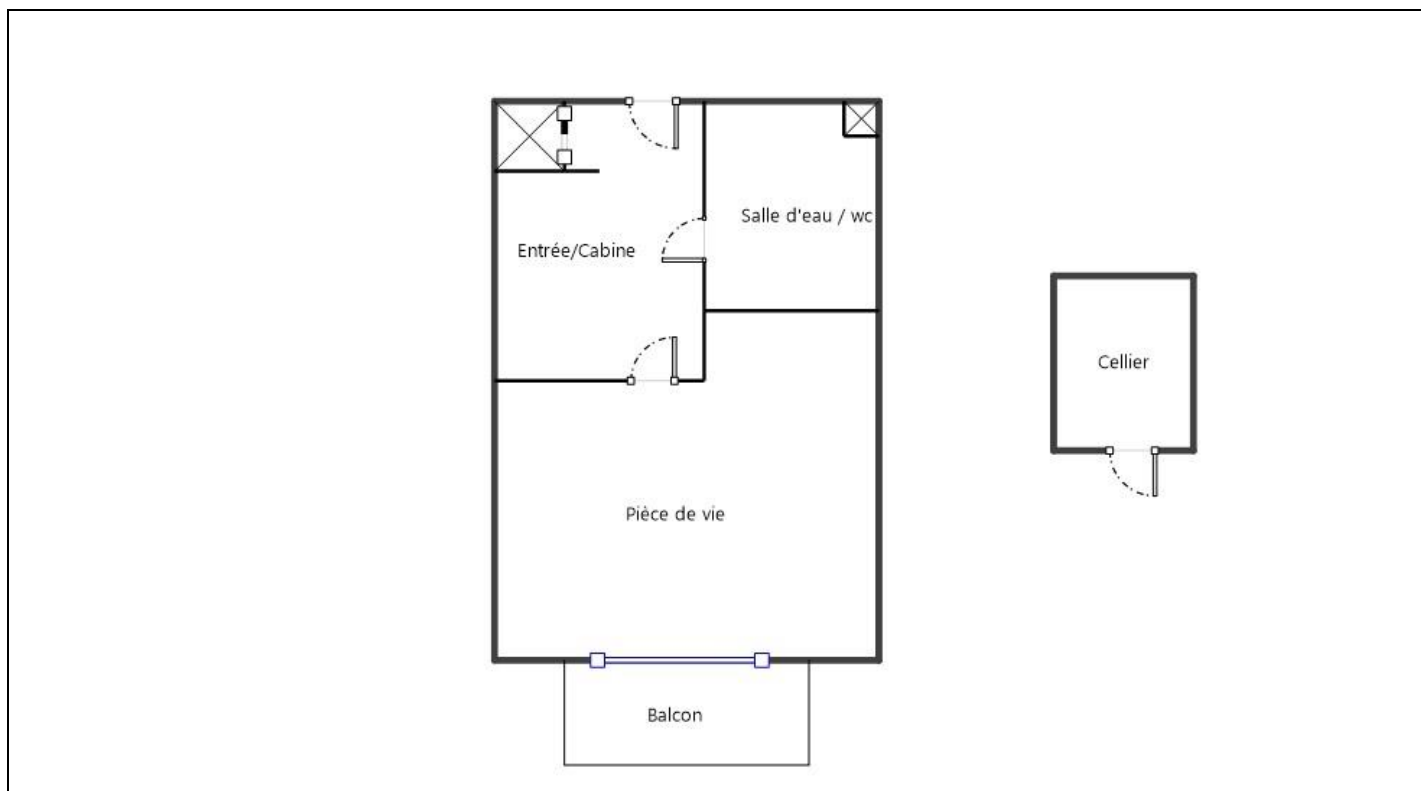 Salle d'eau / wc
Entrée/Cabine
Cellier
Pièce de vie
Balcon